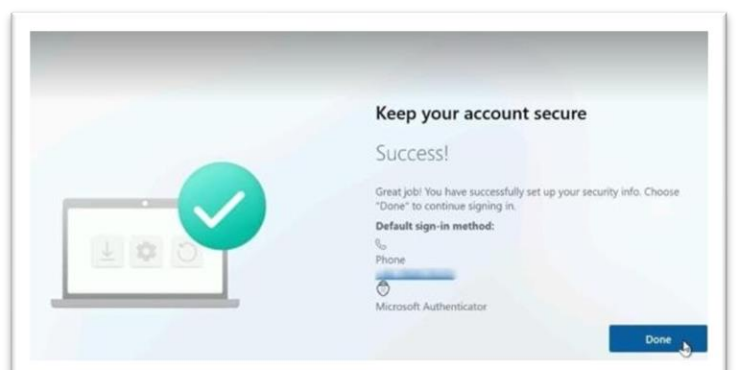 Keep your account secure
Success!
Great job! You have successfully set up your security info. Choose
"Done" to continue signing in.
Default sign-in method:
Phone
Microsoft Authenticator
Done